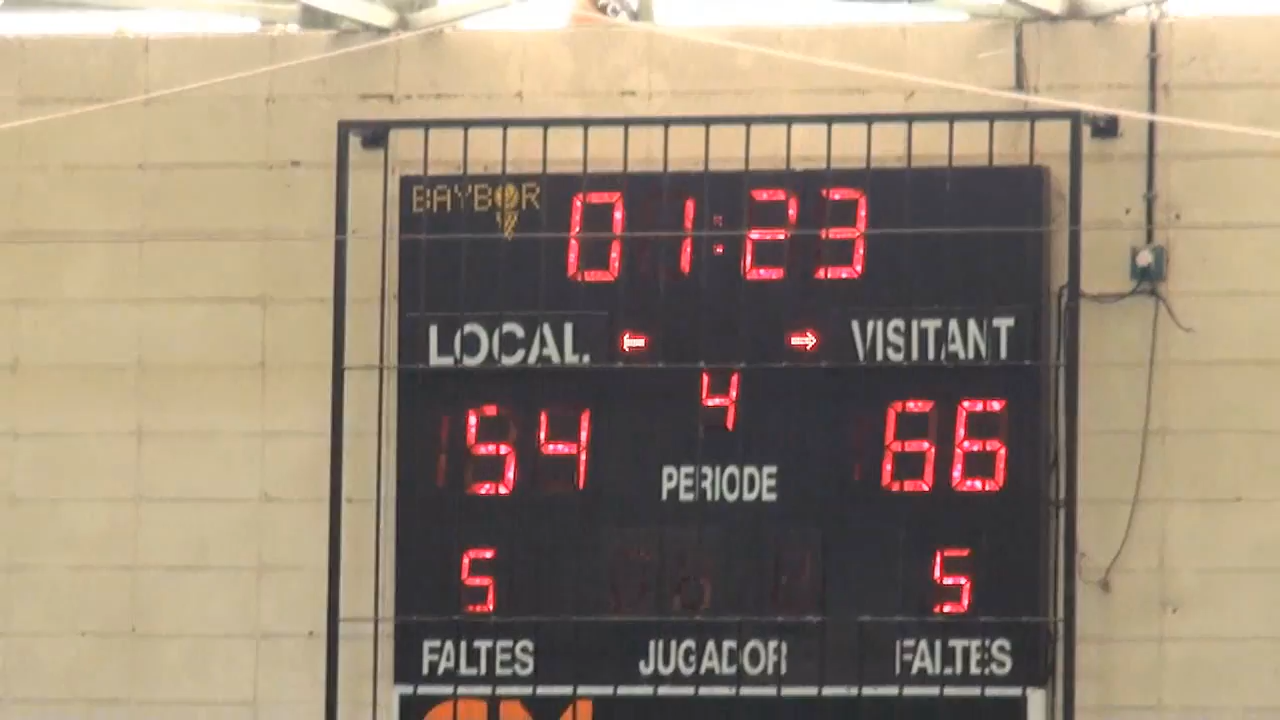 BAYBOR 01:23
LOCAL ← → VISITANT
54 4 66
PERIODE
5 5
FALTES JUGADOR FALTES